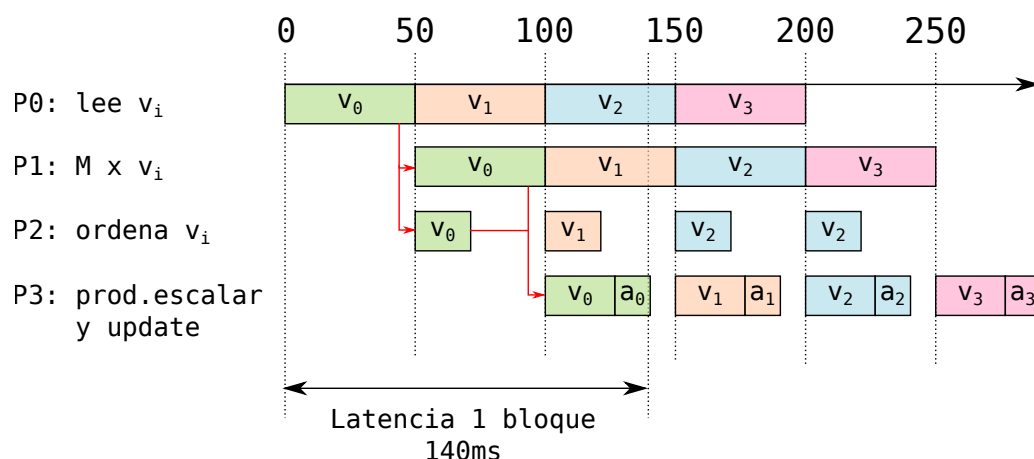 0 50 100 150 200 250
P0: lee vᵢ v₀ v₁ v₂ v₃
P1: M x vᵢ v₀ v₁ v₂ v₃
P2: ordena vᵢ v₀ v₁ v₂ v₂
P3: prod.escalar v₀ a₀ v₁ a₁ v₂ a₂ v₃ a₃
y update
Latencia 1 bloque
140ms